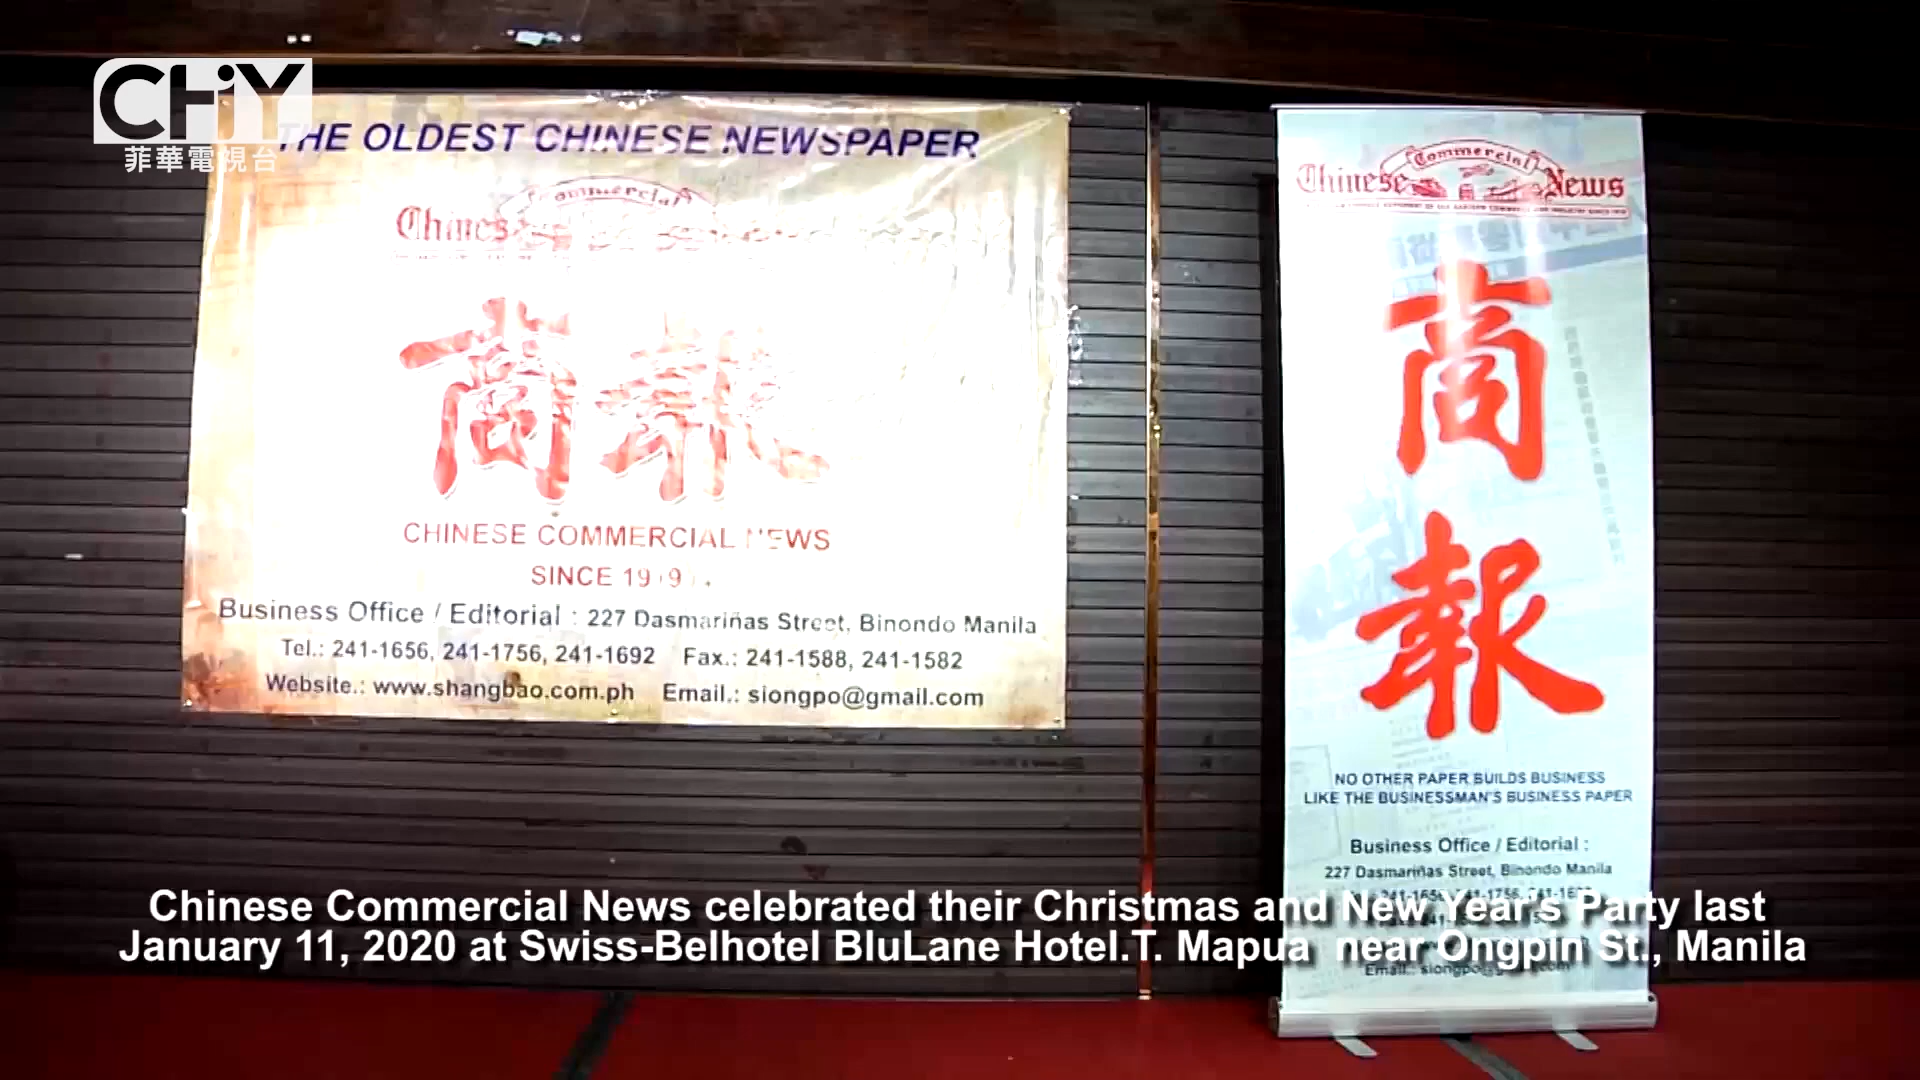 CHiY
菲華電視台
THE OLDEST CHINESE NEWSPAPER
Commercial
Chinese
商報
CHINESE COMMERCIAL NEWS
SINCE 1919
Business Office / Editorial : 227 Dasmariñas Street, Binondo Manila
Tel.: 241-1656, 241-1756, 241-1692 Fax.: 241-1588, 241-1582
Website.: www.shangbao.com.ph Email.: siongpo@gmail.com
Commercial
Chinese News
商
報
NO OTHER PAPER BUILDS BUSINESS
LIKE THE BUSINESSMAN'S BUSINESS PAPER
Business Office / Editorial :
227 Dasmariñas Street, Binondo Manila
Chinese Commercial News celebrated their Christmas and New Year's Party last
January 11, 2020 at Swiss-Belhotel BluLane Hotel.T. Mapua near Ongpin St., Manila